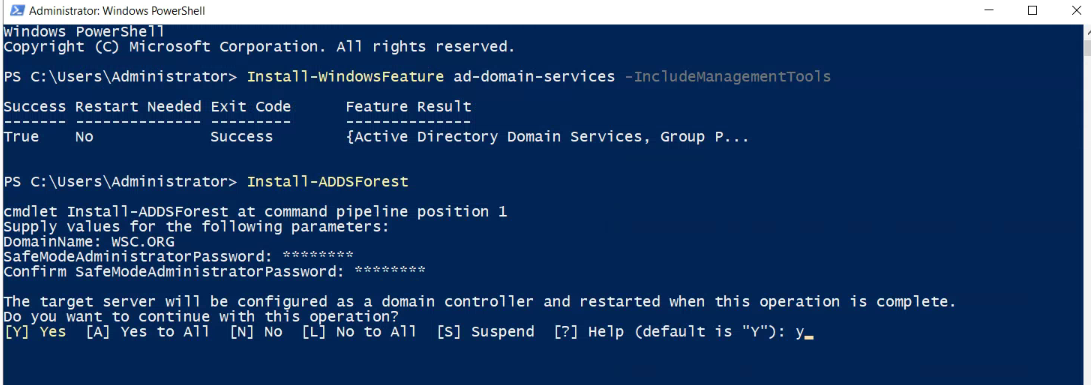 Administrator: Windows PowerShell
Windows PowerShell
Copyright (C) Microsoft Corporation. All rights reserved.
PS C:\Users\Administrator> Install-WindowsFeature ad-domain-services -IncludeManagementTools
Success Restart Needed Exit Code      Feature Result
------- -------------- ---------      --------------
True    No             Success        {Active Directory Domain Services, Group P...
PS C:\Users\Administrator> Install-ADDSForest
cmdlet Install-ADDSForest at command pipeline position 1
Supply values for the following parameters:
DomainName: WSC.ORG
SafeModeAdministratorPassword: ********
Confirm SafeModeAdministratorPassword: ********
The target server will be configured as a domain controller and restarted when this operation is complete.
Do you want to continue with this operation?
[Y] Yes  [A] Yes to All  [N] No  [L] No to All  [S] Suspend  [?] Help (default is "Y"): y